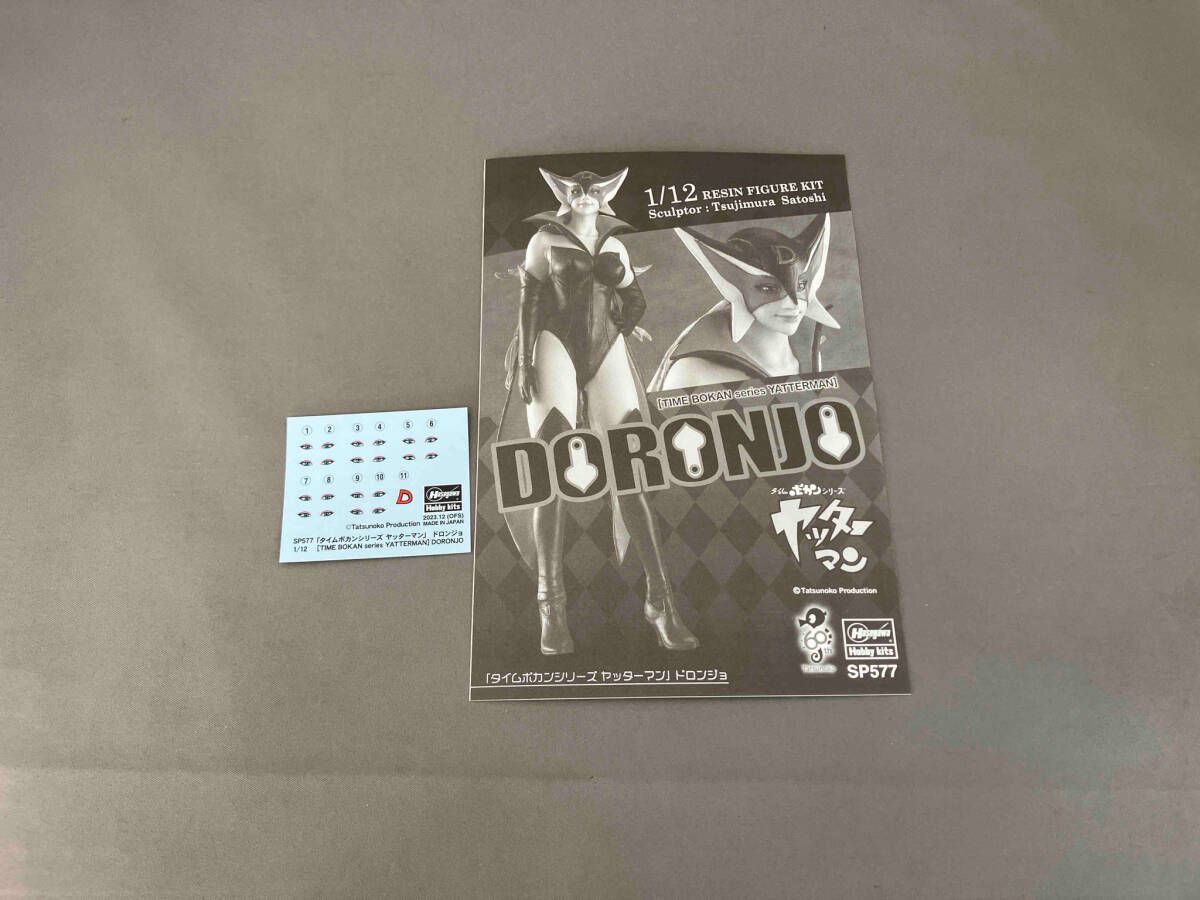 1/12 RESIN FIGURE KIT
Sculptor : Tsujimura Satoshi
D
[TIME BOKAN series YATTERMAN]
DORONJO
タイムボカンシリーズ
ヤッター
マン
©Tatsunoko Production
60th
Tatsunoko
Hasegawa
Hobby kits
SP577
「タイムボカンシリーズ ヤッターマン」ドロンジョ
① ② ③ ④ ⑤ ⑥
⑦ ⑧ ⑨ ⑩ ⑪
D
Hasegawa
Hobby kits
2023.12 (OFS)
©Tatsunoko Production MADE IN JAPAN
SP577「タイムボカンシリーズ ヤッターマン」 ドロンジョ
1/12 [TIME BOKAN series YATTERMAN] DORONJO